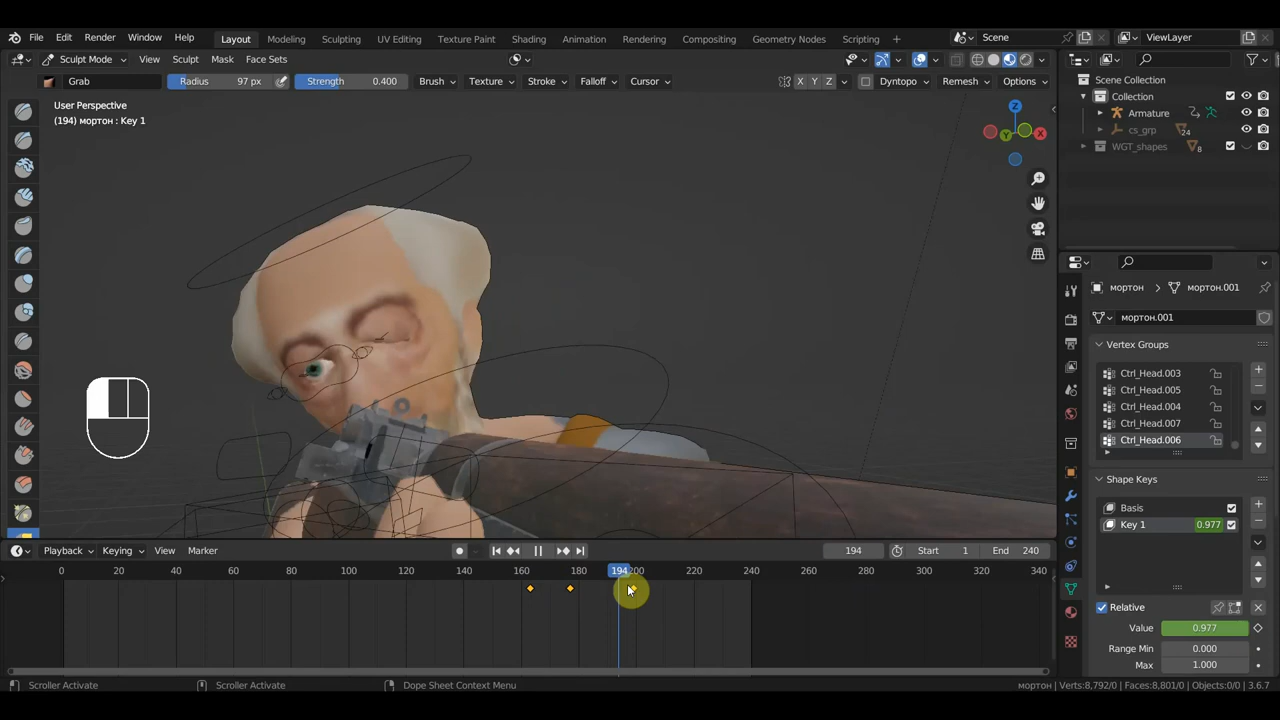 File Edit Render Window Help Layout Modeling Sculpting UV Editing Texture Paint Shading Animation Rendering Compositing Geometry Nodes Scripting Scene ViewLayer
Sculpt Mode View Sculpt Mask Face Sets
Grab Radius 97 px Strength 0.400 Brush Texture Stroke Falloff Cursor X Y Z Dyntopo Remesh Options
User Perspective
(194) мортон : Key 1
Z
X
Y
Scene Collection
Collection
Armature
cs_grp 24
WGT_shapes 8
мортон мортон.001
мортон.001
Vertex Groups
Ctrl_Head.003
Ctrl_Head.005
Ctrl_Head.004
Ctrl_Head.007
Ctrl_Head.006
Shape Keys
Basis
Key 1 0.977
Relative
Value 0.977
Range Min 0.000
Max 1.000
Playback Keying View Marker 194 Start 1 End 240
0 20 40 60 80 100 120 140 160 180 194 200 220 240 260 280 300 320 340
Scroller Activate Scroller Activate Dope Sheet Context Menu мортон | Verts:8,792/0 | Faces:8,801/0 | Objects:0/0 | 3.6.7